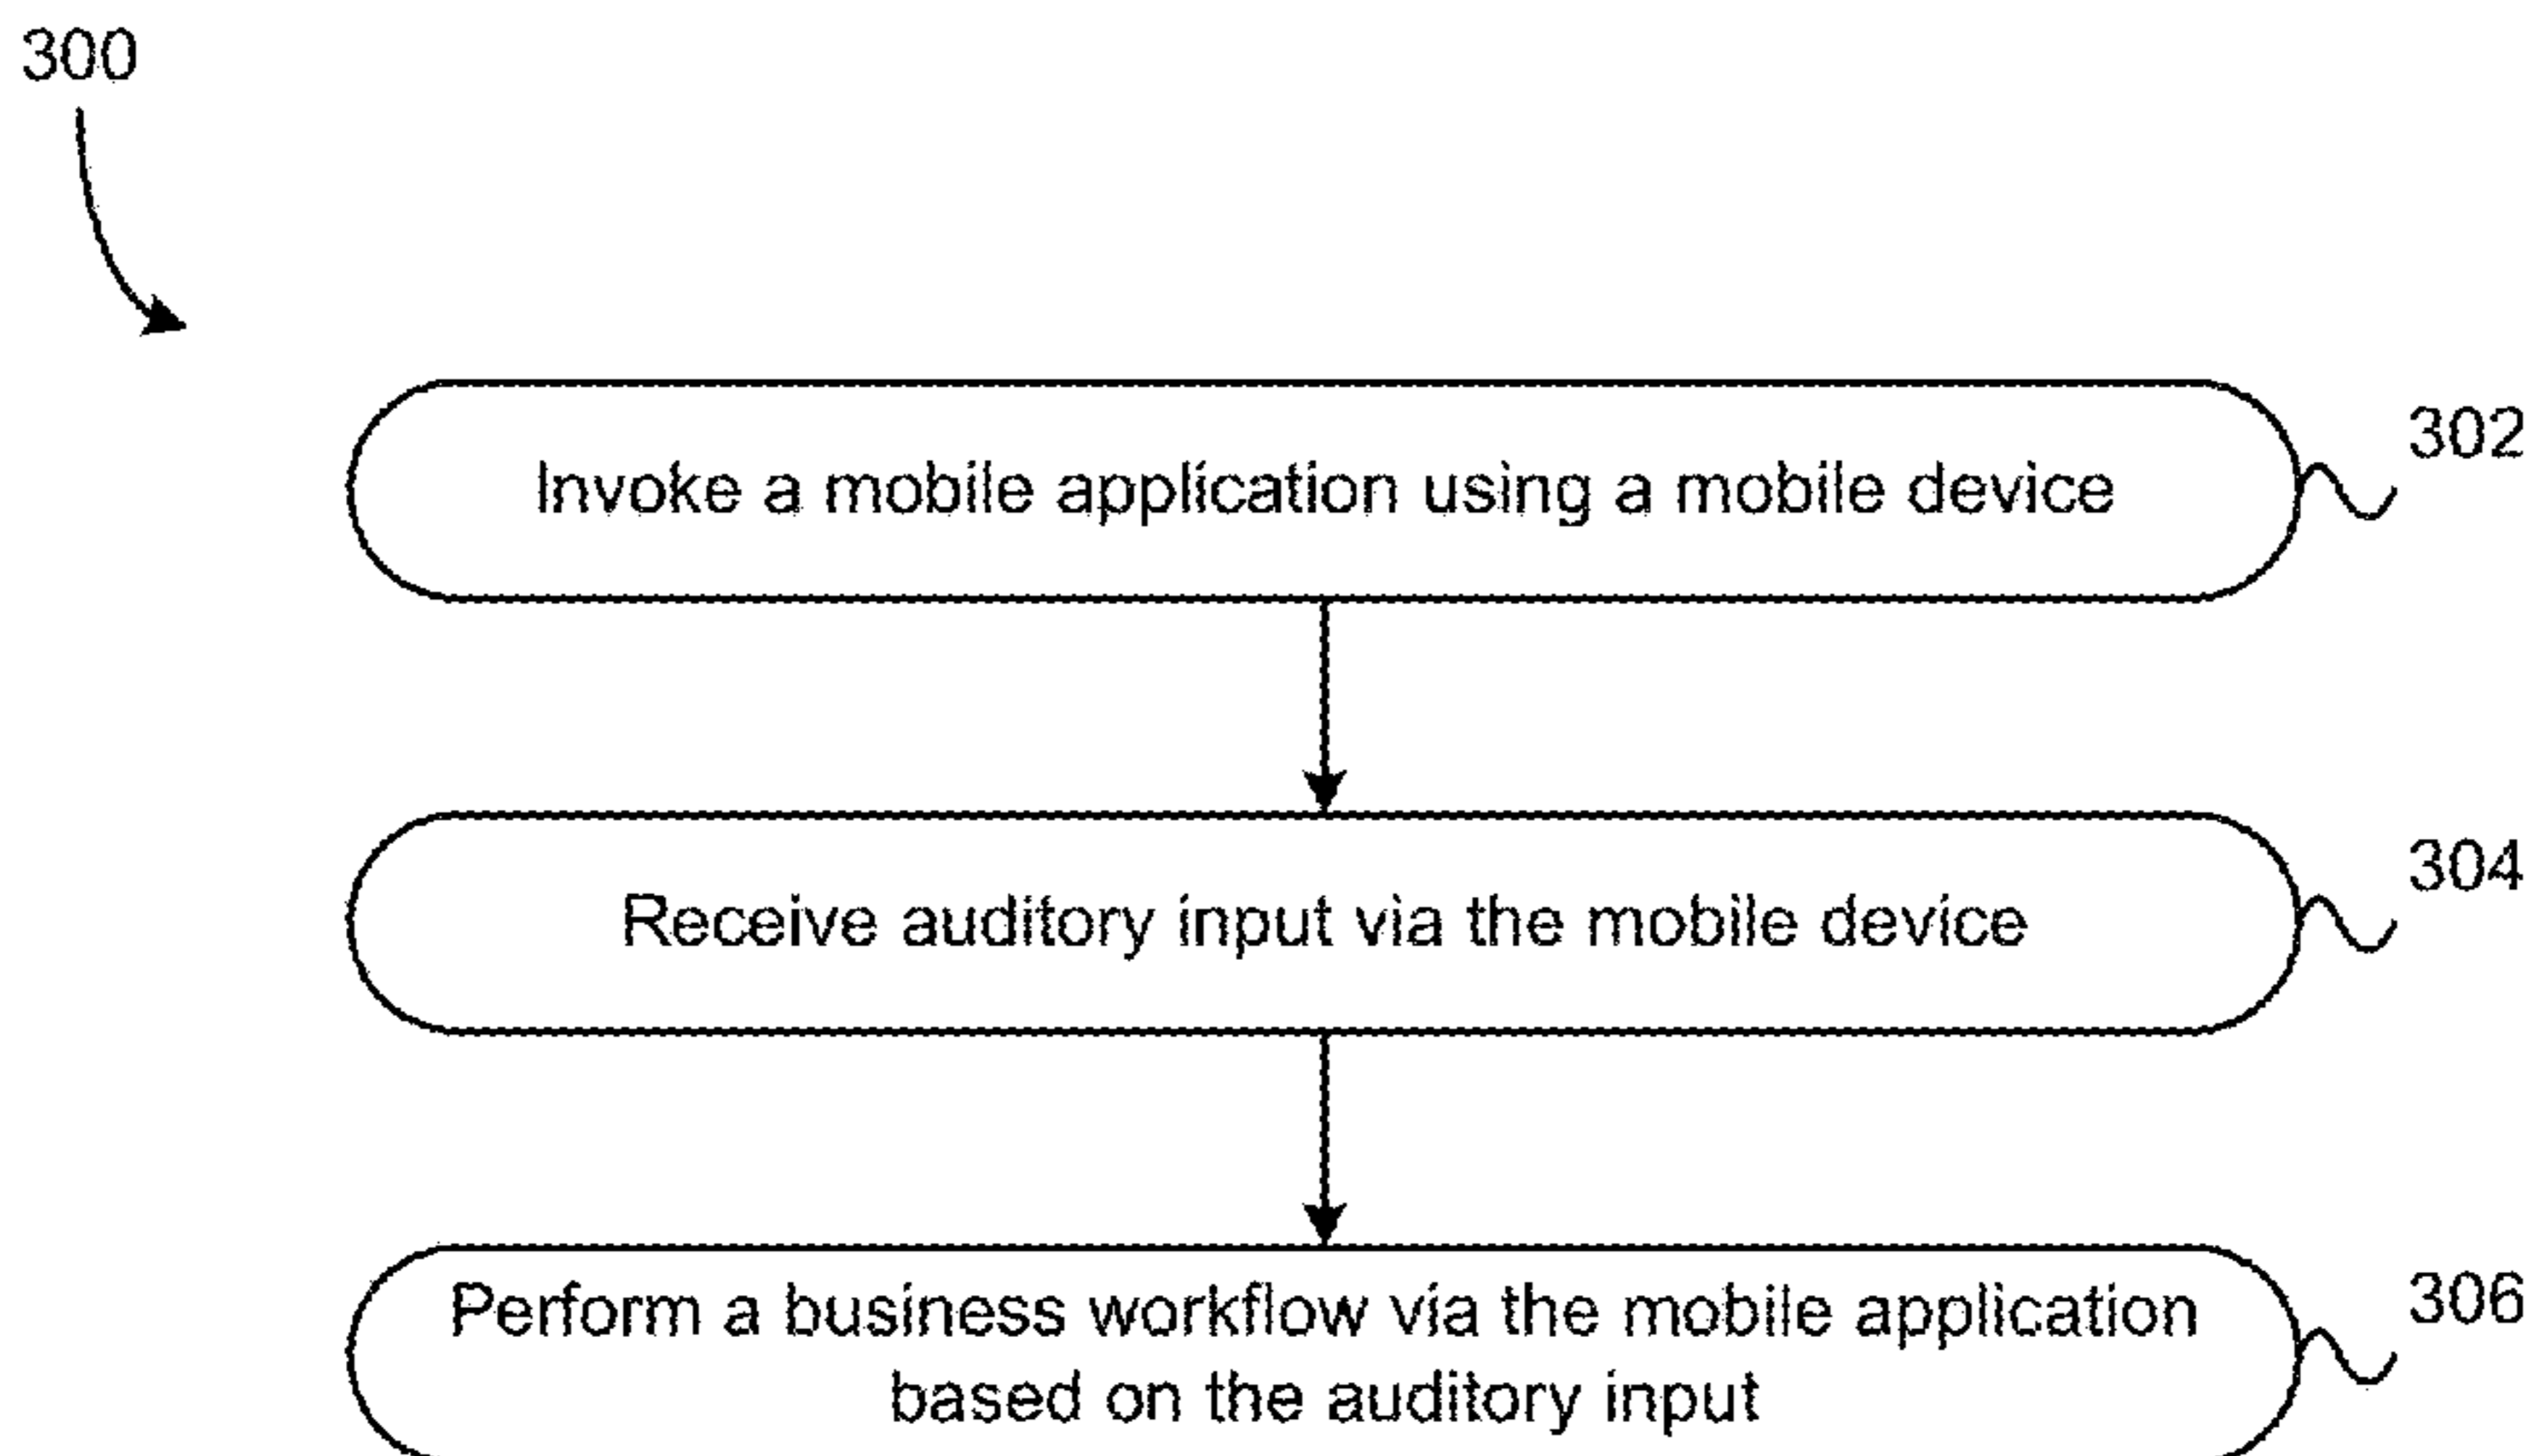 300
302
Invoke a mobile application using a mobile device
304
Receive auditory input via the mobile device
306
Perform a business workflow via the mobile application
based on the auditory input